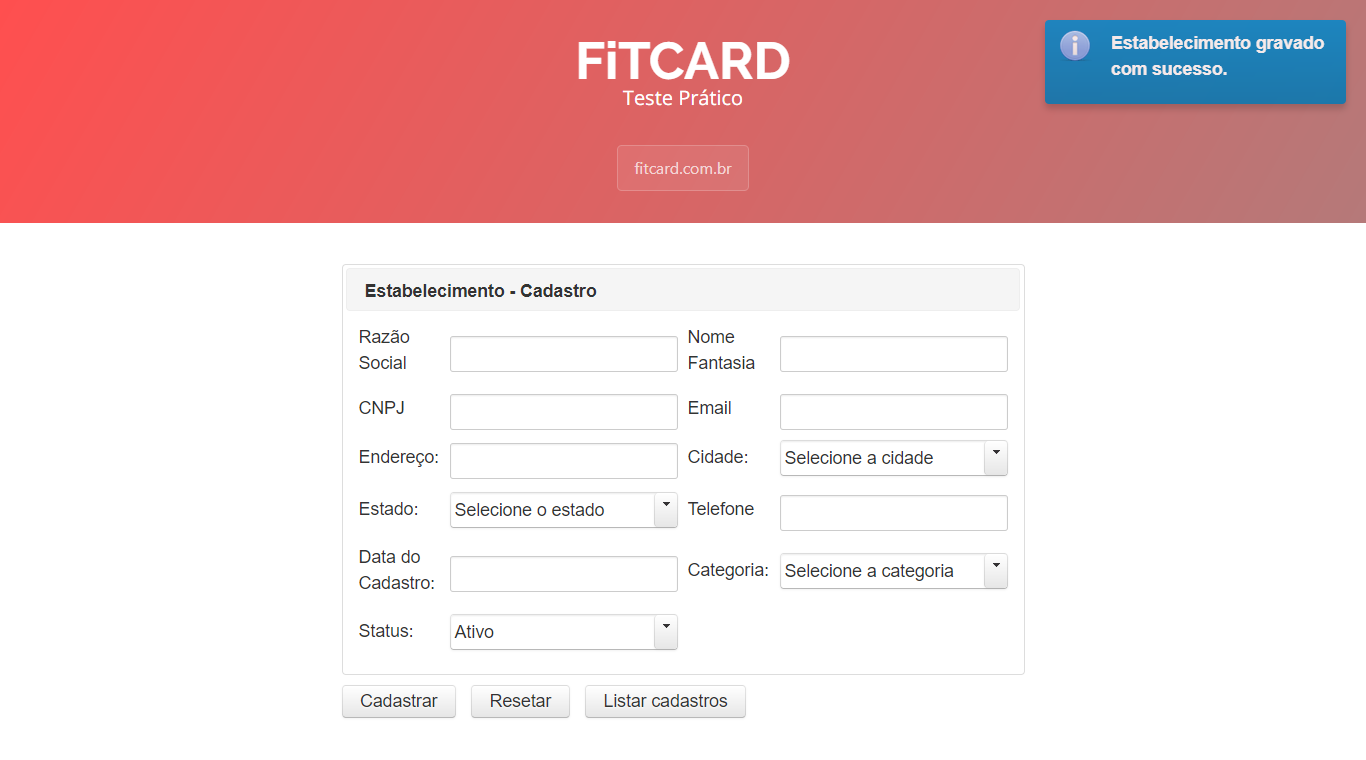 FiTCARD
Teste Prático
fitcard.com.br
Estabelecimento gravado
com sucesso.
Estabelecimento - Cadastro
Razão
Social
Nome
Fantasia
CNPJ
Email
Endereço:
Cidade:
Selecione a cidade
Estado:
Selecione o estado
Telefone
Data do
Cadastro:
Categoria:
Selecione a categoria
Status:
Ativo
Cadastrar
Resetar
Listar cadastros